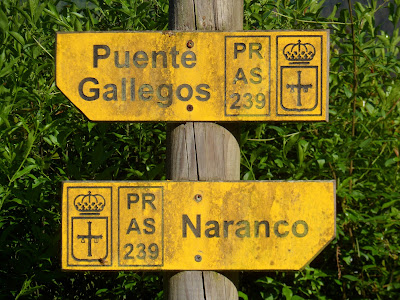 Puente
Gallegos
PR
AS
239
PR
AS
239
Naranco